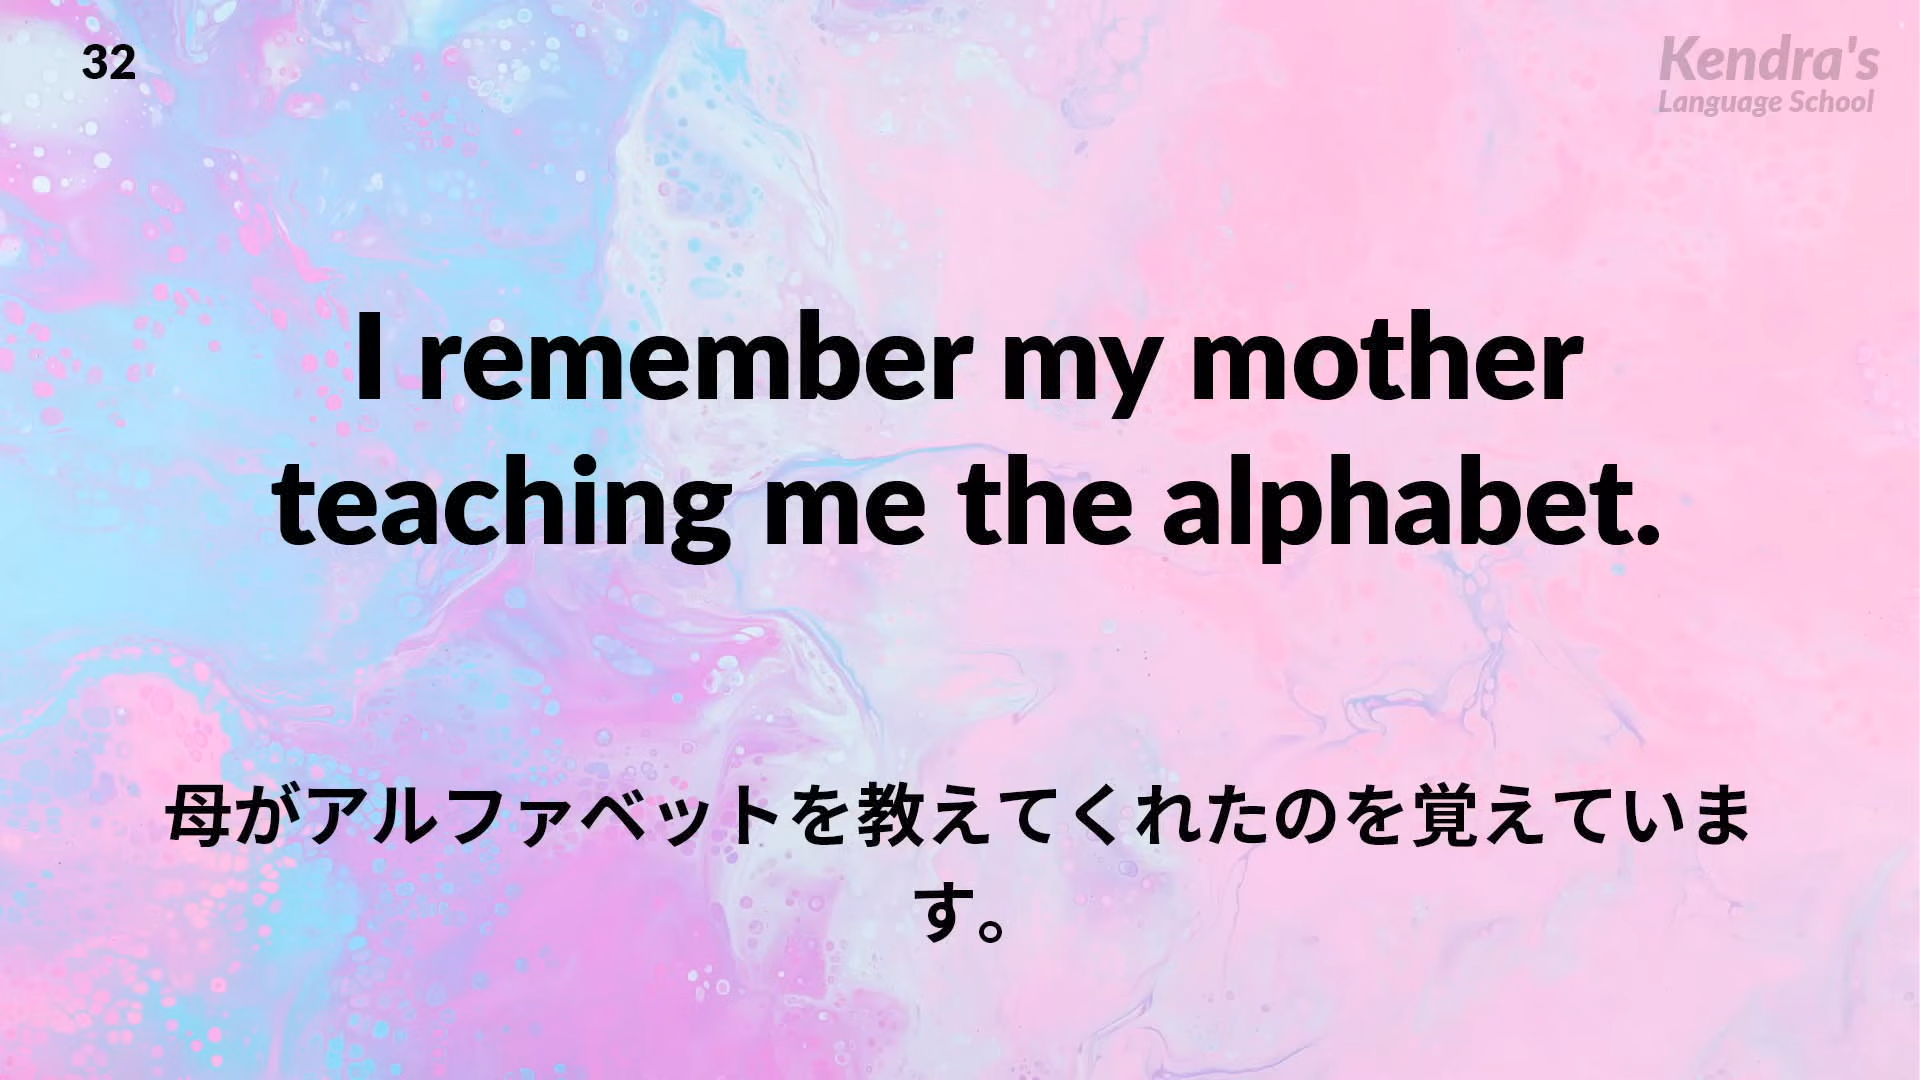 32
Kendra's
Language School
I remember my mother
teaching me the alphabet.
母がアルファベットを教えてくれたのを覚えていま
す。